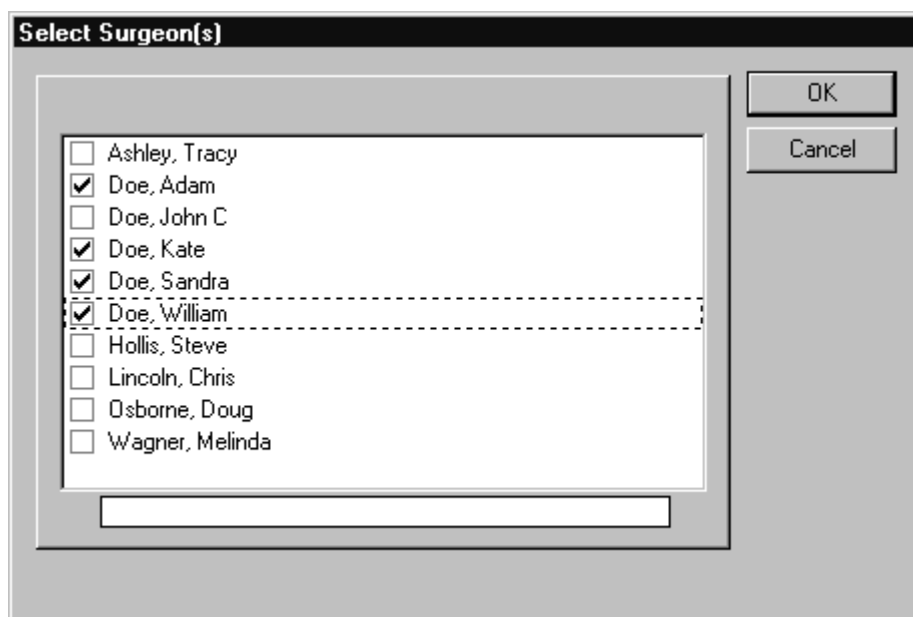 Select Surgeon(s)
OK
Cancel
Ashley, Tracy
Doe, Adam
Doe, John C
Doe, Kate
Doe, Sandra
Doe, William
Hollis, Steve
Lincoln, Chris
Osborne, Doug
Wagner, Melinda